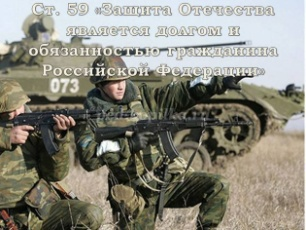 Ст. 59 «Защита Отечества
является долгом и
обязанностью гражданина
Российской Федерации»
073